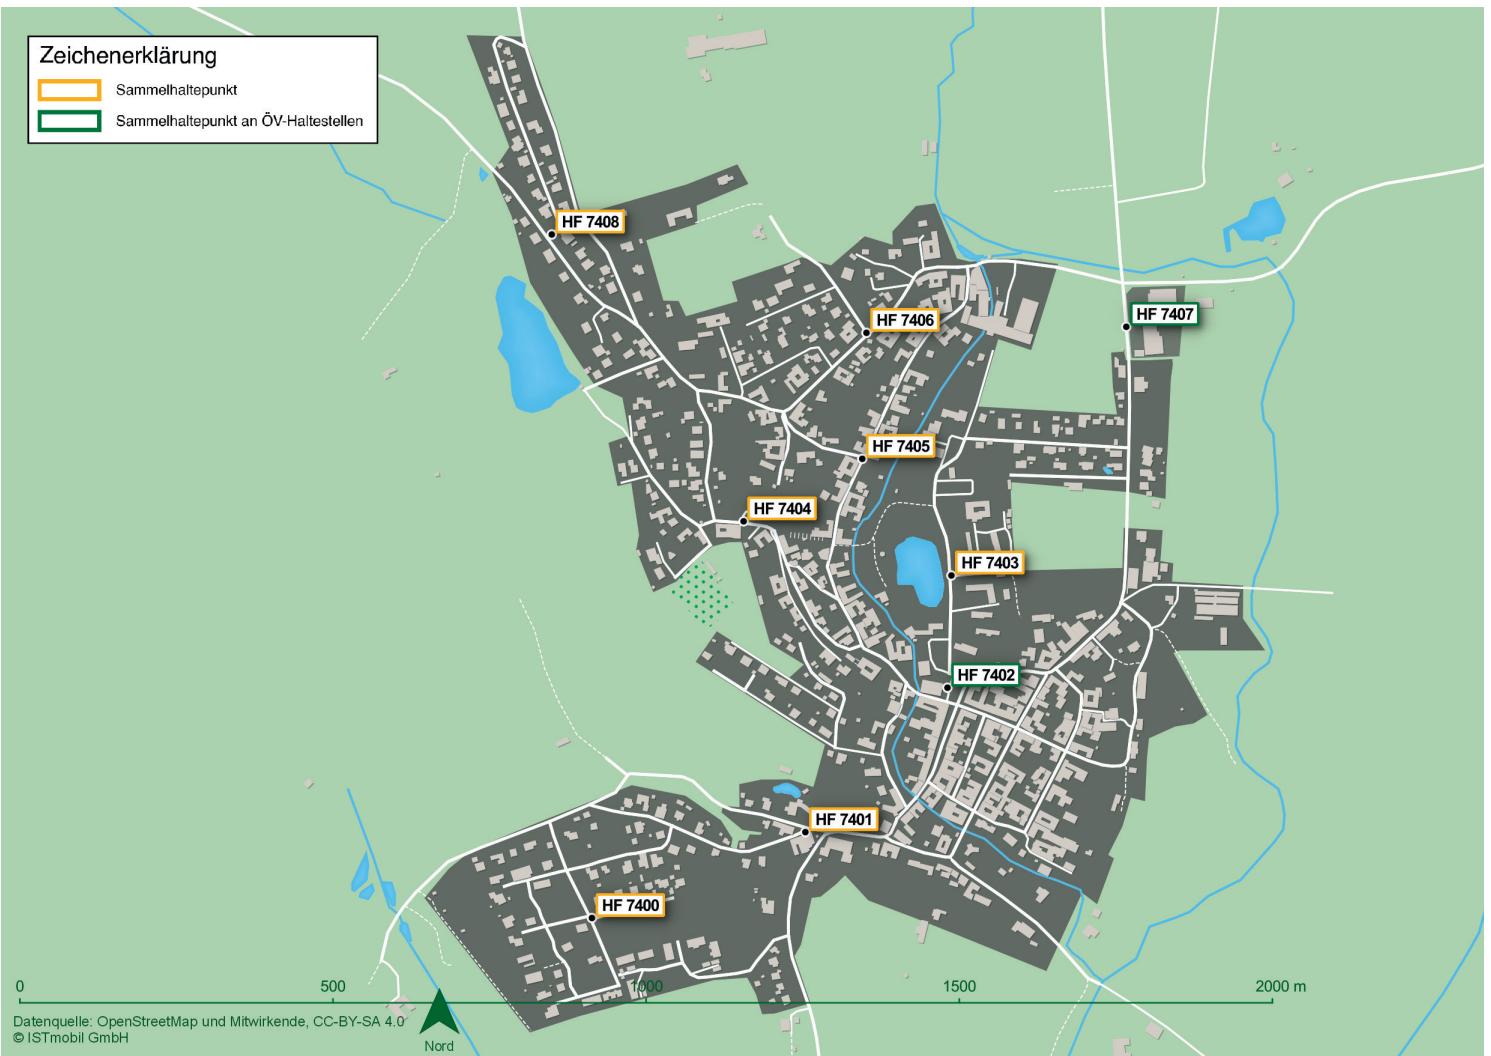 Zeichenerklärung
Sammelhaltepunkt
Sammelhaltepunkt an ÖV-Haltestellen
HF 7408
HF 7406
HF 7407
HF 7405
HF 7404
HF 7403
HF 7402
HF 7401
HF 7400
0 500 1000 1500 2000 m
Datenquelle: OpenStreetMap und Mitwirkende, CC-BY-SA 4.0
© ISTmobil GmbH
Nord